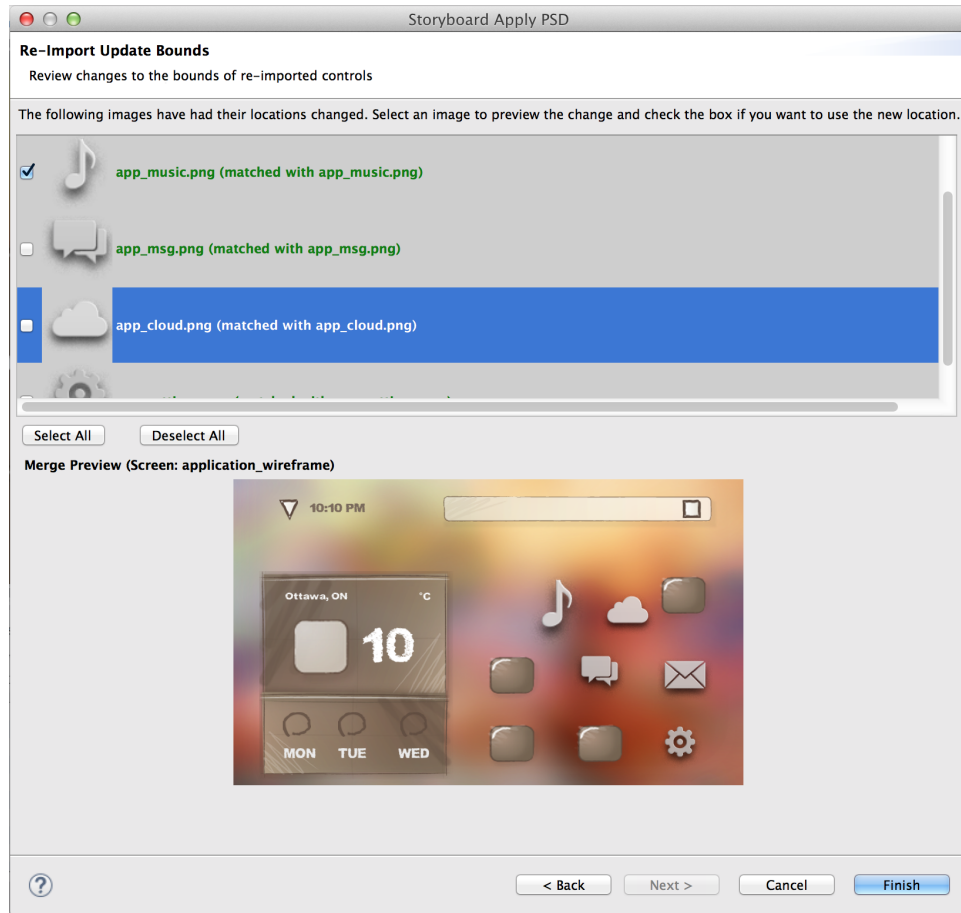 Storyboard Apply PSD
Re-Import Update Bounds
Review changes to the bounds of re-imported controls
The following images have had their locations changed. Select an image to preview the change and check the box if you want to use the new location.
app_music.png (matched with app_music.png)
app_msg.png (matched with app_msg.png)
app_cloud.png (matched with app_cloud.png)
Select All
Deselect All
Merge Preview (Screen: application_wireframe)
10:10 PM
Ottawa, ON
°C
10
MON TUE WED
?
< Back
Next >
Cancel
Finish